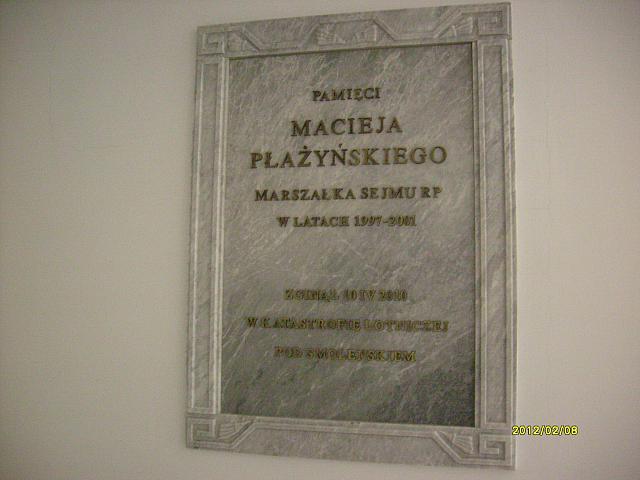 PAMIĘCI
MACIEJA
PŁAŻYŃSKIEGO
MARSZAŁKA SEJMU RP
W LATACH 1997-2001
ZGINĄŁ 10 IV 2010
W KATASTROFIE LOTNICZEJ
POD SMOLEŃSKIEM
2012/02/08